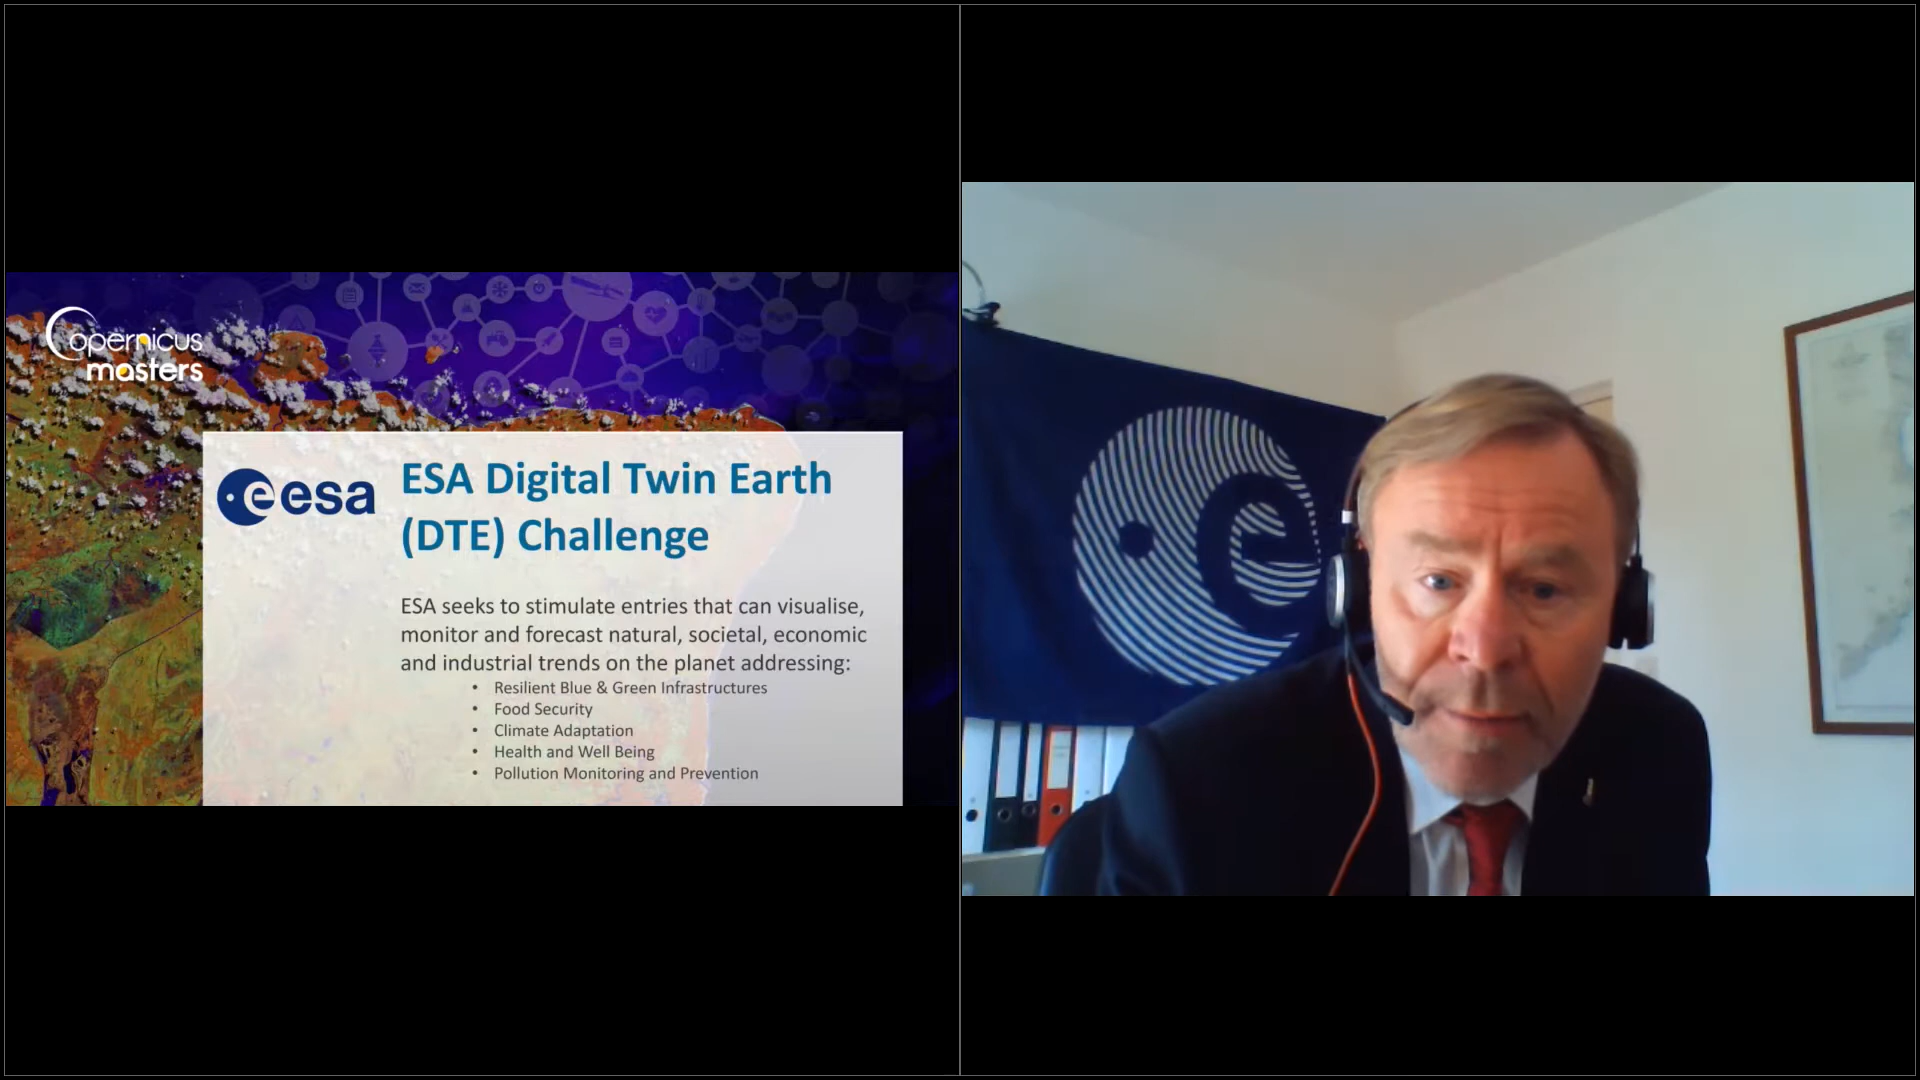 Copernicus
masters
esa
ESA Digital Twin Earth
(DTE) Challenge
ESA seeks to stimulate entries that can visualise,
monitor and forecast natural, societal, economic
and industrial trends on the planet addressing:
• Resilient Blue & Green Infrastructures
• Food Security
• Climate Adaptation
• Health and Well Being
• Pollution Monitoring and Prevention
e